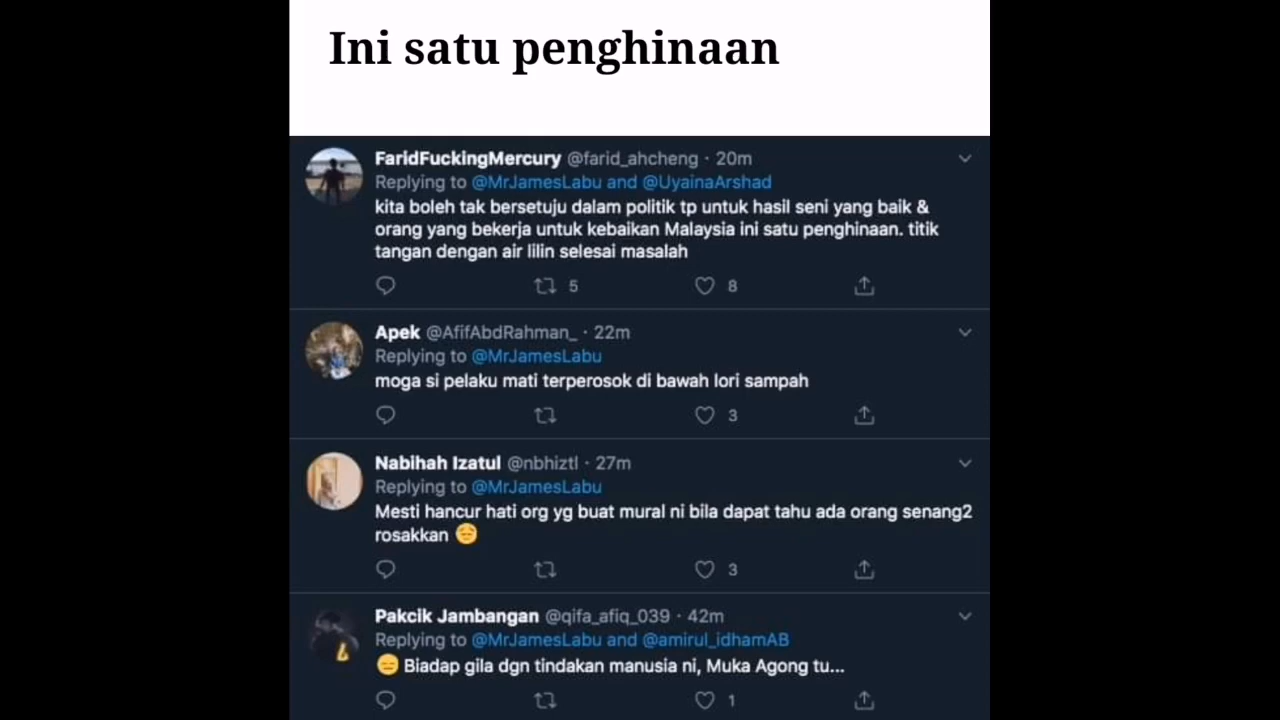 Ini satu penghinaan
FaridFuckingMercury @farid_ahcheng · 20m
Replying to @MrJamesLabu and @UyainaArshad
kita boleh tak bersetuju dalam politik tp untuk hasil seni yang baik &
orang yang bekerja untuk kebaikan Malaysia ini satu penghinaan. titik
tangan dengan air lilin selesai masalah
5 8
Apek @AfifAbdRahman_ · 22m
Replying to @MrJamesLabu
moga si pelaku mati terperosok di bawah lori sampah
3
Nabihah Izatul @nbhiztl · 27m
Replying to @MrJamesLabu
Mesti hancur hati org yg buat mural ni bila dapat tahu ada orang senang2
rosakkan 😔
3
Pakcik Jambangan @qifa_afiq_039 · 42m
Replying to @MrJamesLabu and @amirul_idhamAB
😑 Biadap gila dgn tindakan manusia ni, Muka Agong tu...
1